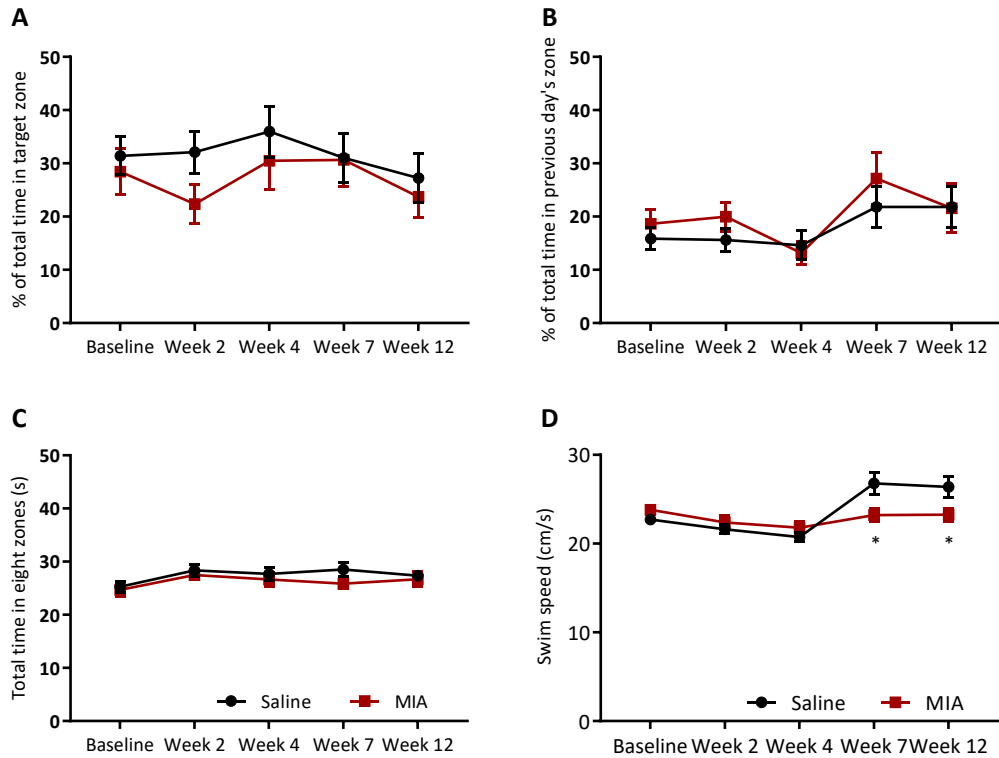 A
% of total time in target zone
50
40
30
20
10
0
Baseline Week 2 Week 4 Week 7 Week 12
B
% of total time in previous day's zone
50
40
30
20
10
0
Baseline Week 2 Week 4 Week 7 Week 12
C
Total time in eight zones (s)
50
40
30
20
10
0
Saline MIA
Baseline Week 2 Week 4 Week 7 Week 12
D
Swim speed (cm/s)
30
20
10
0
* *
Saline MIA
Baseline Week 2 Week 4 Week 7 Week 12